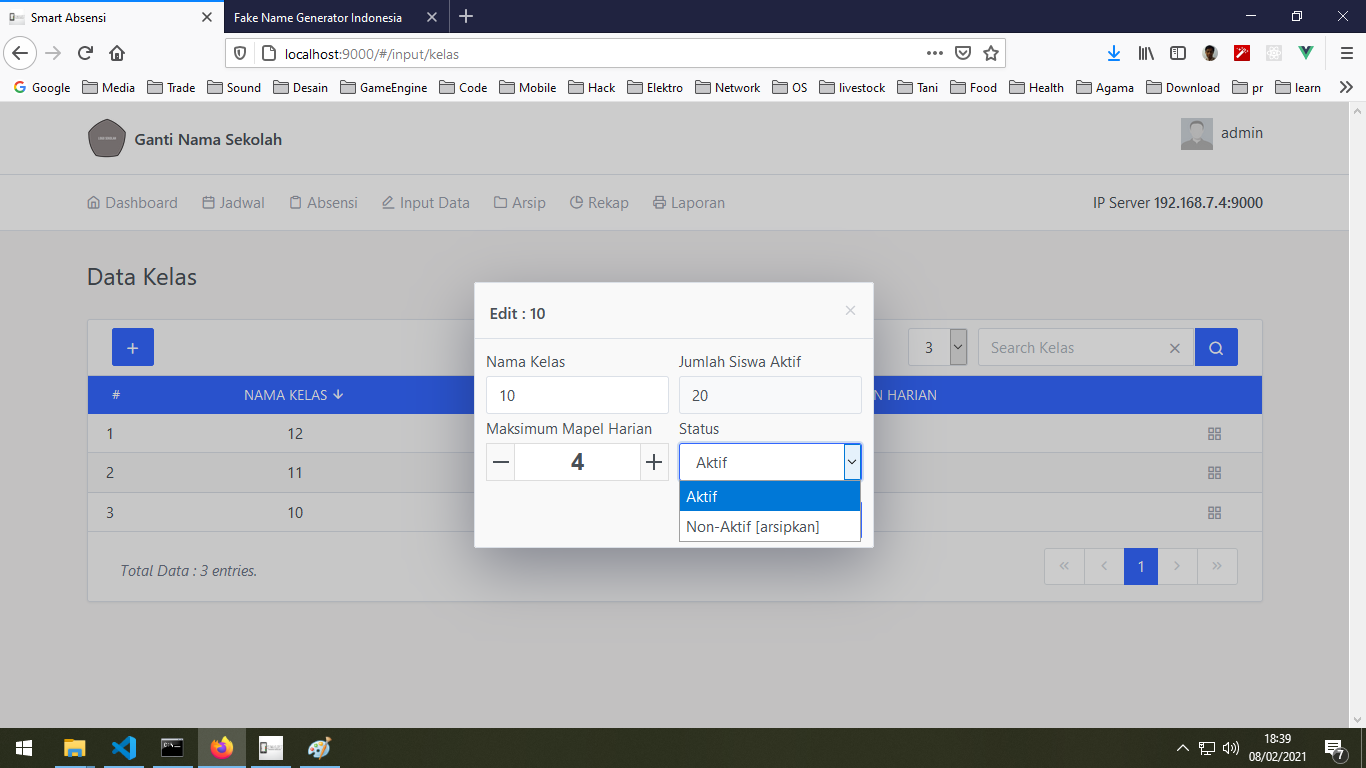 Smart Absensi
Fake Name Generator Indonesia
localhost:9000/#/input/kelas
Google Media Trade Sound Desain GameEngine Code Mobile Hack Elektro Network OS livestock Tani Food Health Agama Download pr learn
Ganti Nama Sekolah
admin
Dashboard Jadwal Absensi Input Data Arsip Rekap Laporan
IP Server 192.168.7.4:9000
Data Kelas
Edit : 10
×
+
3
Search Kelas
Nama Kelas
Jumlah Siswa Aktif
10
20
# NAMA KELAS N HARIAN
Maksimum Mapel Harian
Status
1 12
4
Aktif
2 11
Aktif
3 10
Non-Aktif [arsipkan]
Total Data : 3 entries.
« ‹ 1 › »
18:39
08/02/2021
7